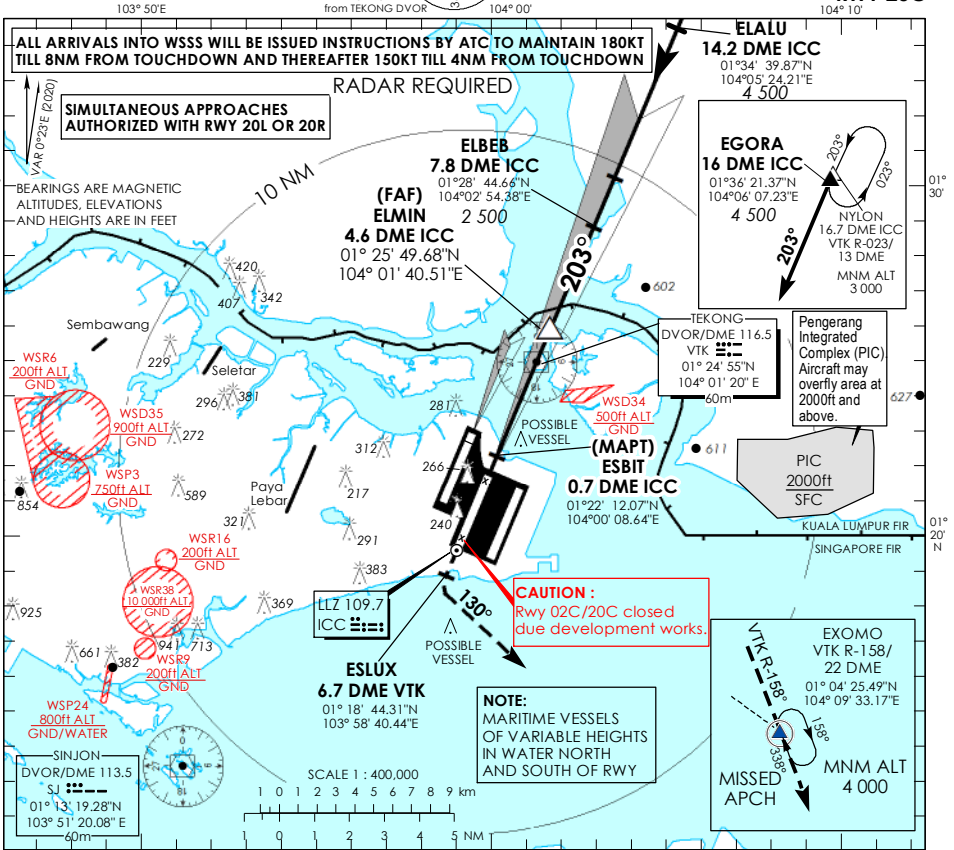 103° 50'E
from TEKONG DVOR
104° 00'
104° 10'
ALL ARRIVALS INTO WSSS WILL BE ISSUED INSTRUCTIONS BY ATC TO MAINTAIN 180KT
TILL 8NM FROM TOUCHDOWN AND THEREAFTER 150KT TILL 4NM FROM TOUCHDOWN
RADAR REQUIRED
VAR 0°23'E (2020)
SIMULTANEOUS APPROACHES
AUTHORIZED WITH RWY 20L OR 20R
BEARINGS ARE MAGNETIC
ALTITUDES, ELEVATIONS
AND HEIGHTS ARE IN FEET
10 NM
ELALU
14.2 DME ICC
01°34' 39.87"N
104°05' 24.21"E
4 500
ELBEB
7.8 DME ICC
01°28' 44.66"N
104°02' 54.38"E
2 500
(FAF)
ELMIN
4.6 DME ICC
01° 25' 49.68"N
104° 01' 40.51"E
203°
EGORA
16 DME ICC
01°36' 21.37"N
104°06' 07.23"E
4 500
203°
023°
203°
NYLON
16.7 DME ICC
VTK R-023/
13 DME
MNM ALT
3 000
01°
30'
420
407
342
602
Sembawang
229
Seletar
296
381
TEKONG
DVOR/DME 116.5
VTK
01° 24' 55"N
104° 01' 20" E
60m
Pengerang
Integrated
Complex (PIC).
Aircraft may
overfly area at
2000ft and
above.
627
WSR6
200ft ALT
GND
WSD35
900ft ALT
GND
WSP3
750ft ALT
GND
854
272
589
281
312
266
217
Paya
Lebar
321
291
240
383
WSD34
500ft ALT
GND
POSSIBLE
VESSEL
(MAPT)
ESBIT
0.7 DME ICC
01°22' 12.07"N
104°00' 08.64"E
611
PIC
2000ft
SFC
KUALA LUMPUR FIR
SINGAPORE FIR
01°
20'
N
WSR16
200ft ALT
GND
WSR38
10 000ft ALT
GND
925
369
941
713
661
382
WSR9
200ft ALT
GND
WSP24
800ft ALT
GND/WATER
LLZ 109.7
ICC
CAUTION :
Rwy 02C/20C closed
due development works.
130°
POSSIBLE
VESSEL
ESLUX
6.7 DME VTK
01° 18' 44.31"N
103° 58' 40.44"E
NOTE:
MARITIME VESSELS
OF VARIABLE HEIGHTS
IN WATER NORTH
AND SOUTH OF RWY
VTK R-158°
EXOMO
VTK R-158/
22 DME
01° 04' 25.49"N
104° 09' 33.17"E
158°
338°
MISSED
APCH
MNM ALT
4 000
SINJON
DVOR/DME 113.5
SJ
01° 13' 19.28"N
103° 51' 20.08" E
60m
SCALE 1 : 400,000
1 0 1 2 3 4 5 6 7 8 9 km
1 0 1 2 3 4 5 NM